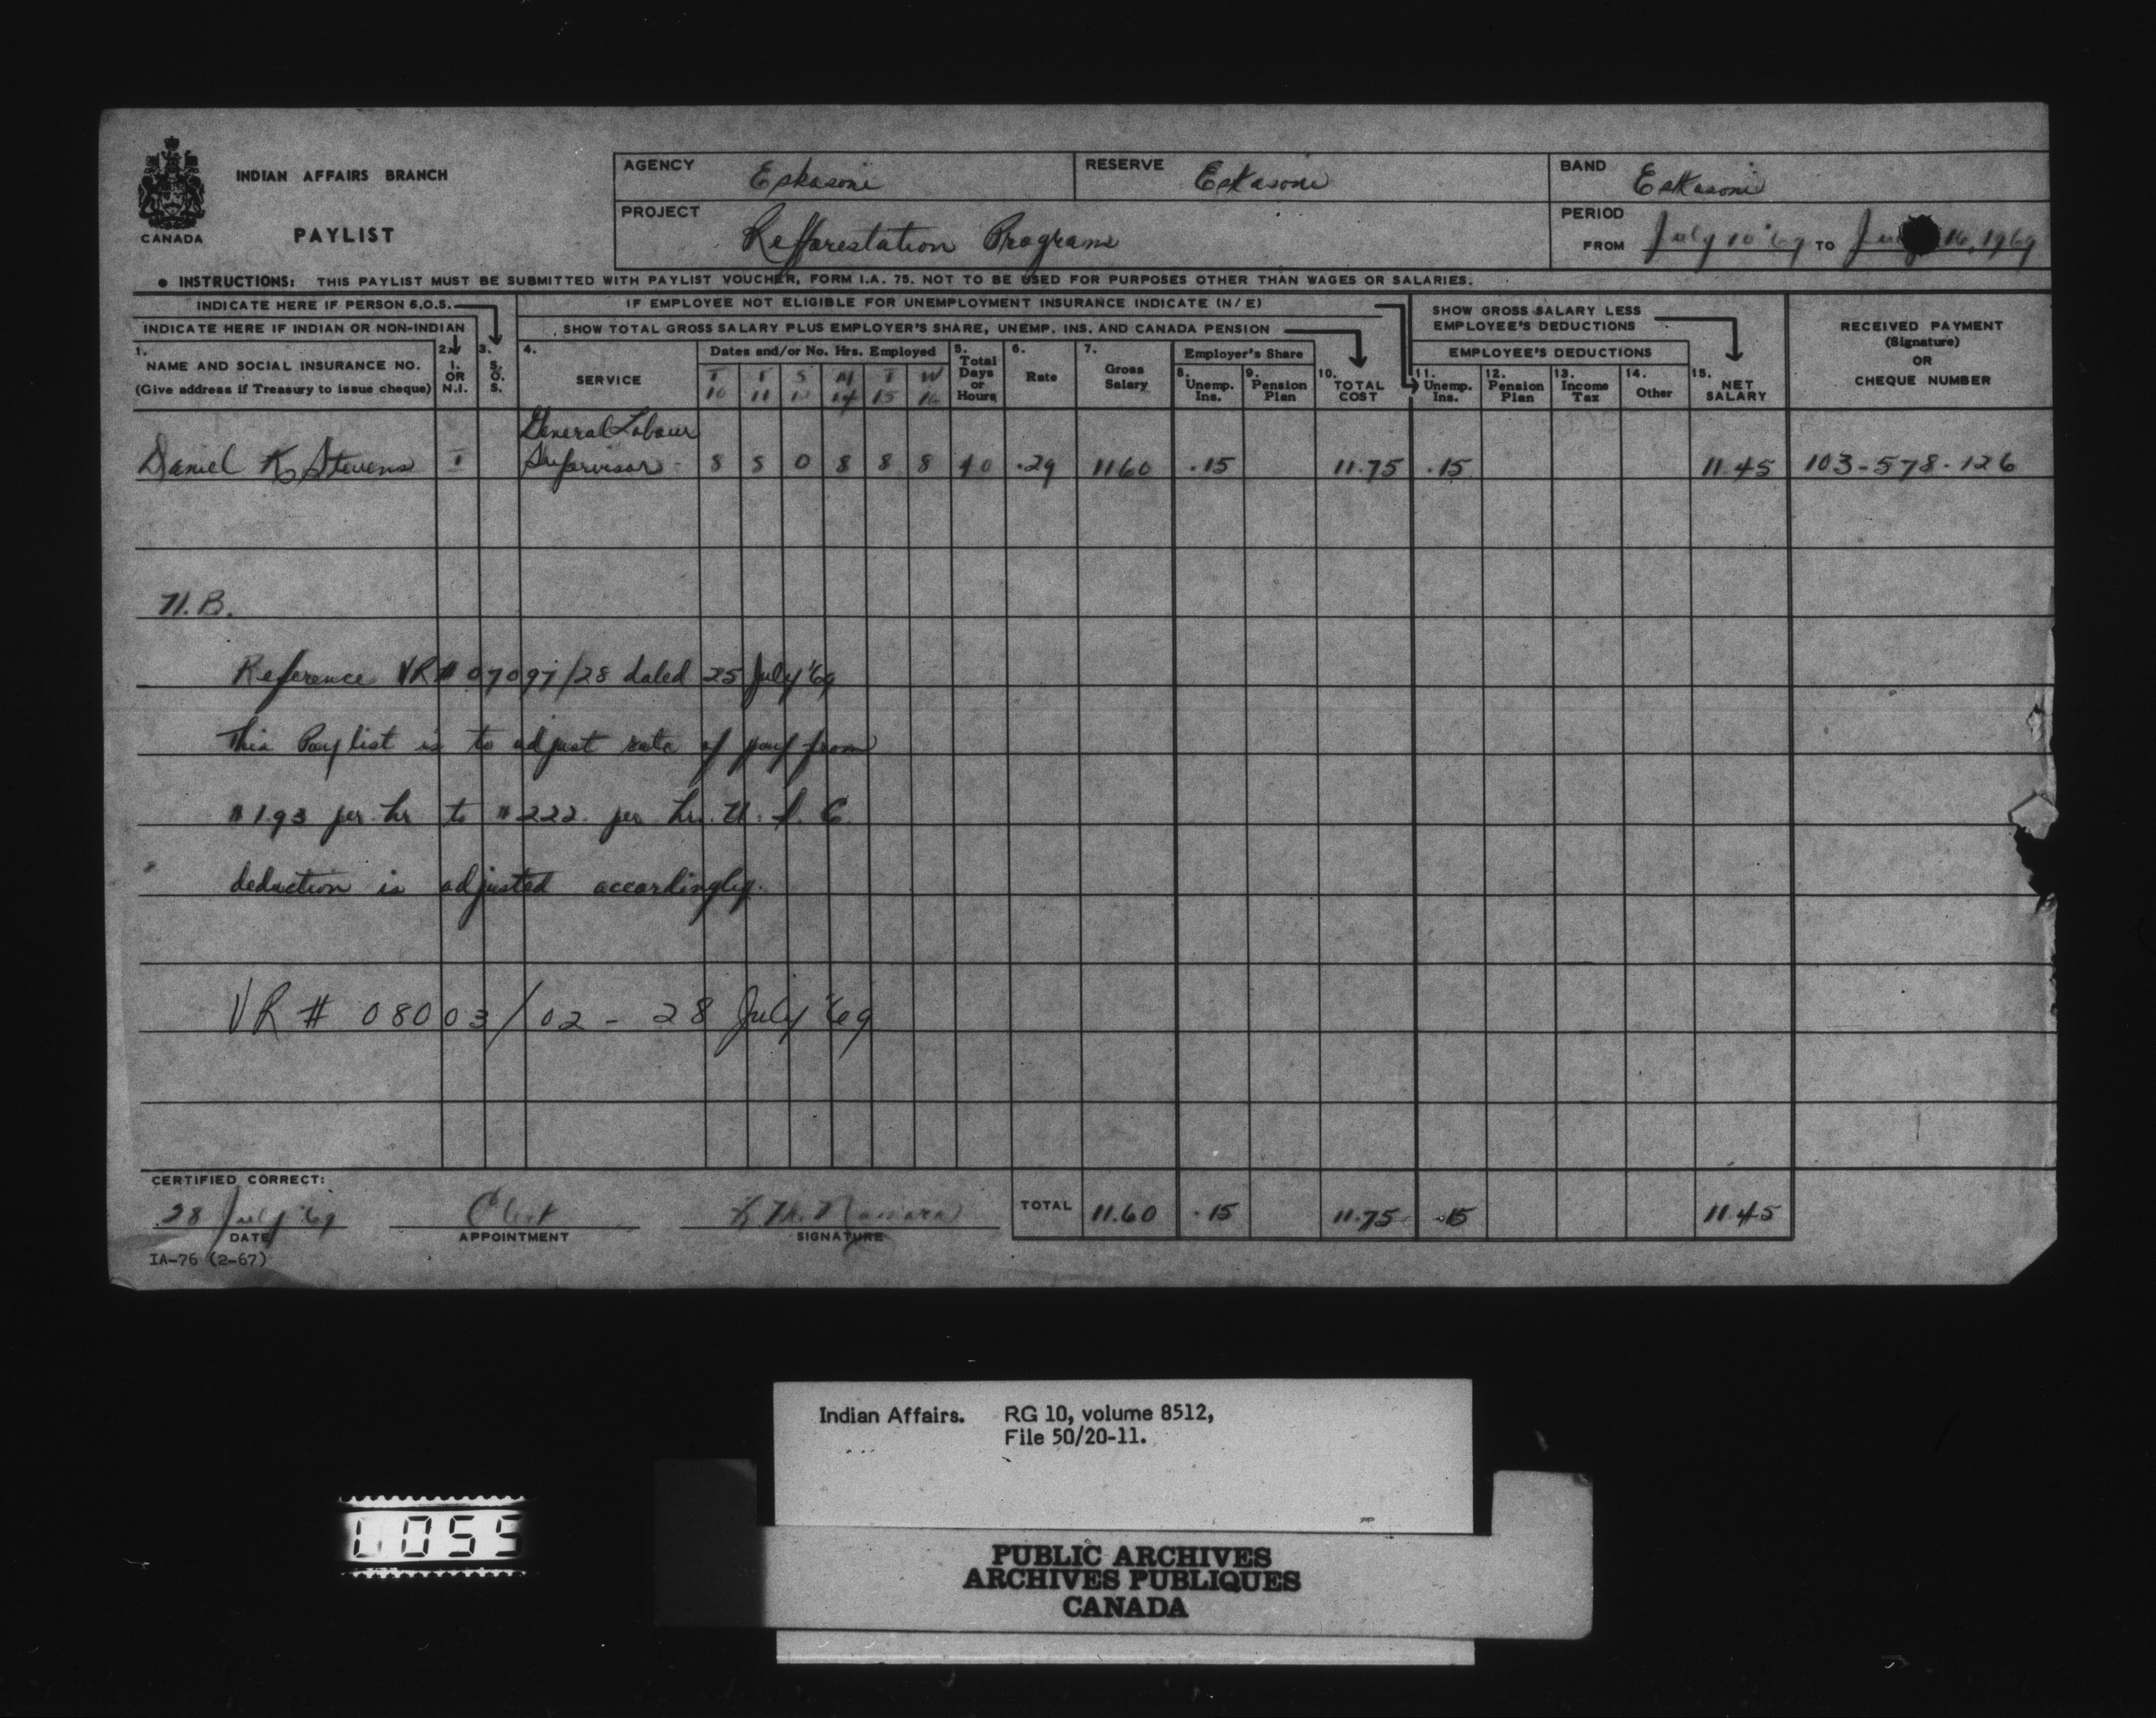 INDIAN AFFAIRS BRANCH
PAYLIST
CANADA
AGENCY Eskasoni
RESERVE Eskasoni
BAND Eskasoni
PROJECT Refforestation Program
PERIOD
FROM July 10 '69 TO July 16, 1969
• INSTRUCTIONS: THIS PAYLIST MUST BE SUBMITTED WITH PAYLIST VOUCHER, FORM I.A. 75. NOT TO BE USED FOR PURPOSES OTHER THAN WAGES OR SALARIES.
INDICATE HERE IF PERSON S.O.S.
IF EMPLOYEE NOT ELIGIBLE FOR UNEMPLOYMENT INSURANCE INDICATE (N/E)
INDICATE HERE IF INDIAN OR NON-INDIAN
SHOW TOTAL GROSS SALARY PLUS EMPLOYER'S SHARE, UNEMP. INS. AND CANADA PENSION
SHOW GROSS SALARY LESS
EMPLOYEE'S DEDUCTIONS
RECEIVED PAYMENT
(Signature)
OR
CHEQUE NUMBER
1. NAME AND SOCIAL INSURANCE NO.
(Give address if Treasury to issue cheque)
2. I. OR N.I.
3. S. O. S.
4. SERVICE
Dates and/or No. Hrs. Employed
T F S M T W
10 11 12 14 15 16
5. Total Days or Hours
6. Rate
7. Gross Salary
Employer's Share
8. Unemp. Ins.
9. Pension Plan
10. TOTAL COST
EMPLOYEE'S DEDUCTIONS
11. Unemp. Ins.
12. Pension Plan
13. Income Tax
14. Other
15. NET SALARY
General Labour
Daniel K. Stevens I Supervisor 8 8 0 8 8 8 40 .29 11.60 .15 11.75 .15 11.45 103-578-126
N.B.
Reference VR# 07097/28 dated 25 July '69
This Paylist is to adjust rate of pay from
$1.93 per hr to $2.22 per hr. U.I.C.
deduction is adjusted accordingly.
VR # 08003/02 - 28 July '69
CERTIFIED CORRECT:
28 July '69
DATE
Clerk
APPOINTMENT
SIGNATURE
TOTAL 11.60 .15 11.75 .15 11.45
IA-76 (2-67)
Indian Affairs. RG 10, volume 8512,
File 50/20-11.
1055
PUBLIC ARCHIVES
ARCHIVES PUBLIQUES
CANADA